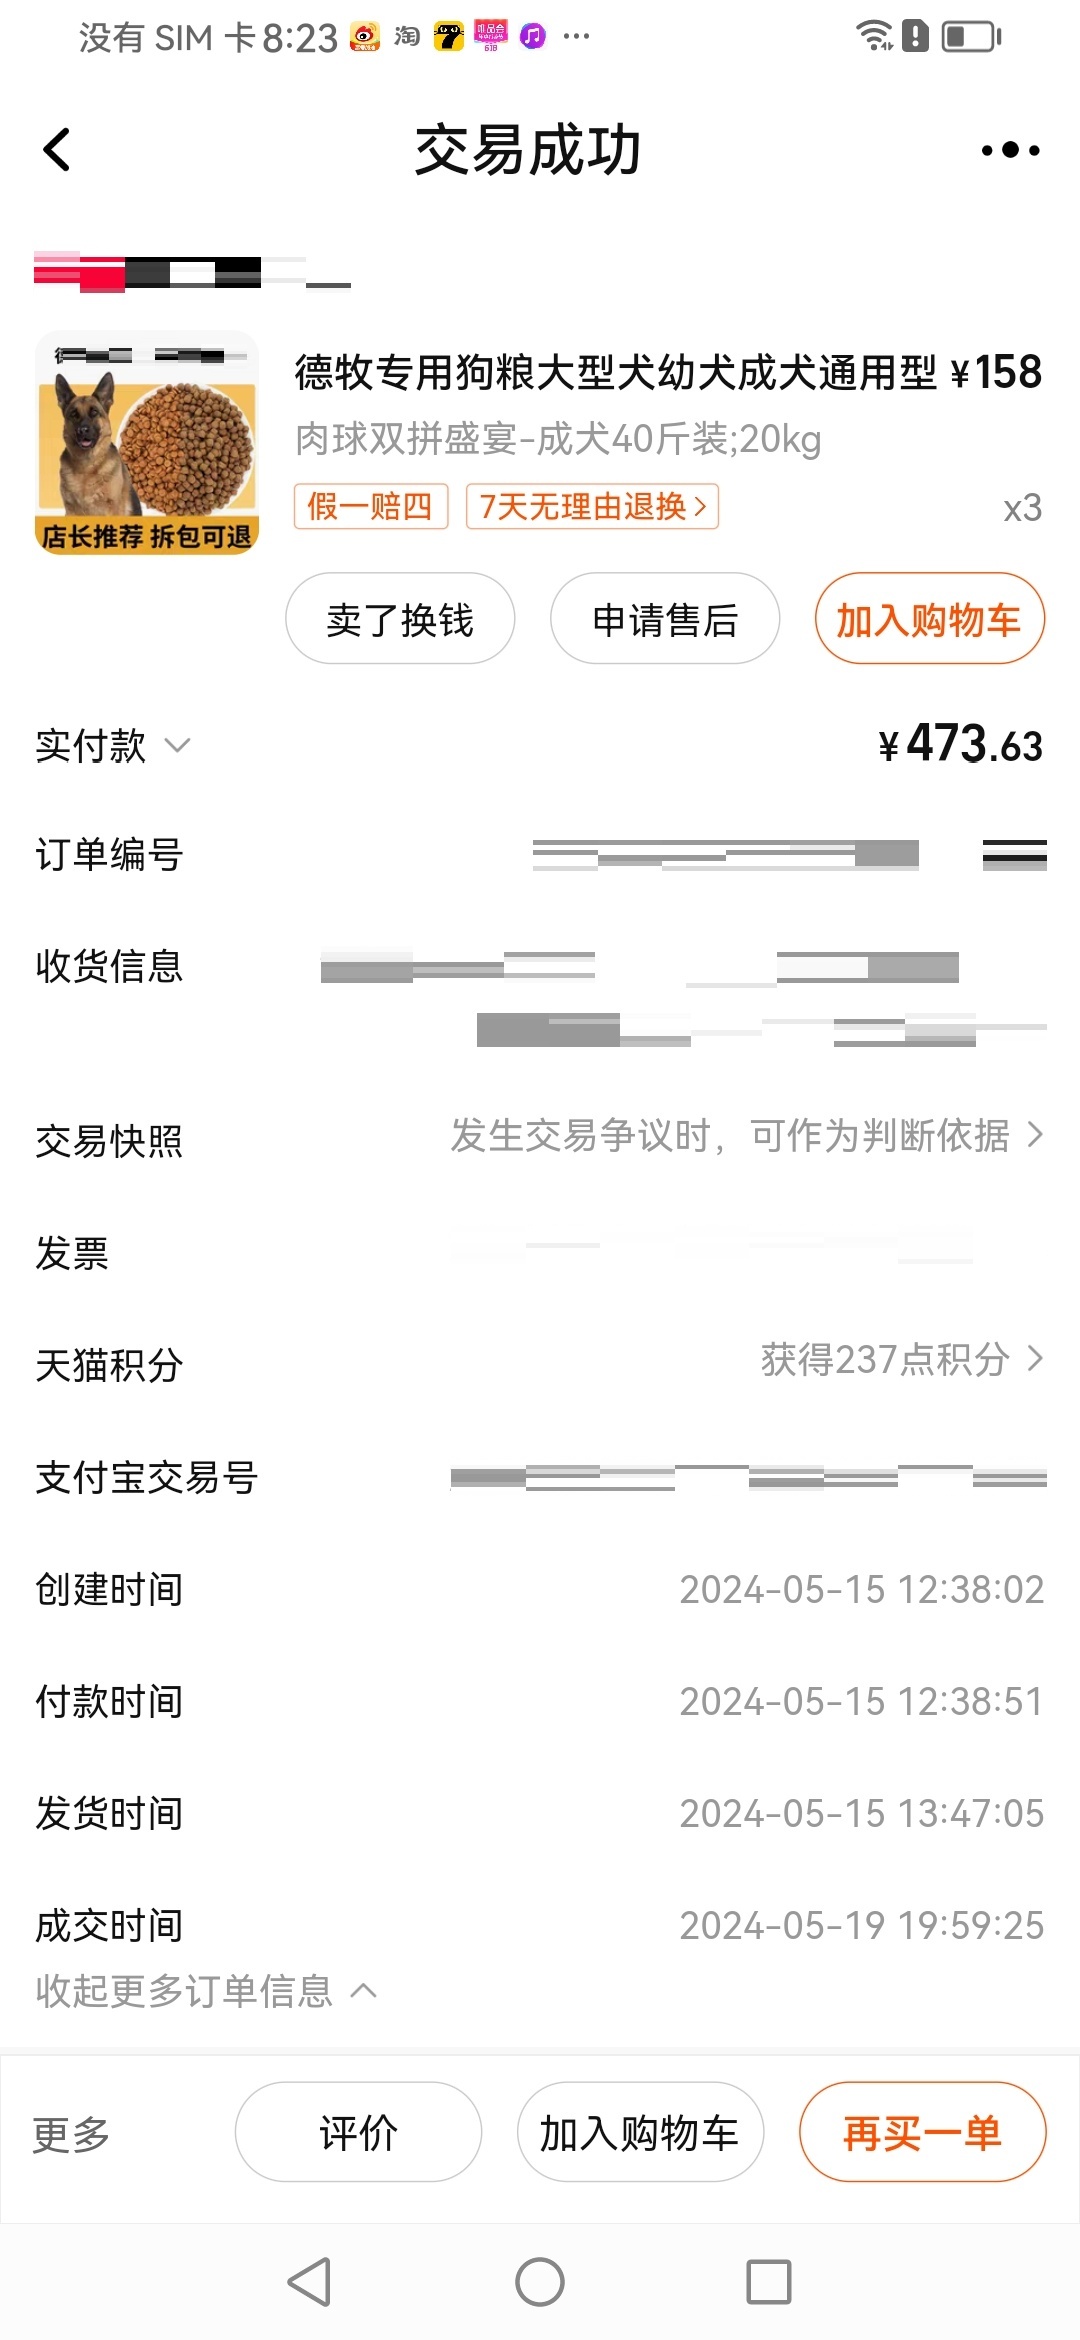 没有 SIM 卡 8:23
交易成功
德牧专用狗粮大型犬幼犬成犬通用型 ¥158
肉球双拼盛宴-成犬40斤装;20kg
假一赔四 7天无理由退换 x3
店长推荐 拆包可退
卖了换钱 申请售后 加入购物车
实付款 ¥473.63
订单编号
收货信息
交易快照 发生交易争议时，可作为判断依据
发票
天猫积分 获得237点积分
支付宝交易号
创建时间 2024-05-15 12:38:02
付款时间 2024-05-15 12:38:51
发货时间 2024-05-15 13:47:05
成交时间 2024-05-19 19:59:25
收起更多订单信息
更多 评价 加入购物车 再买一单